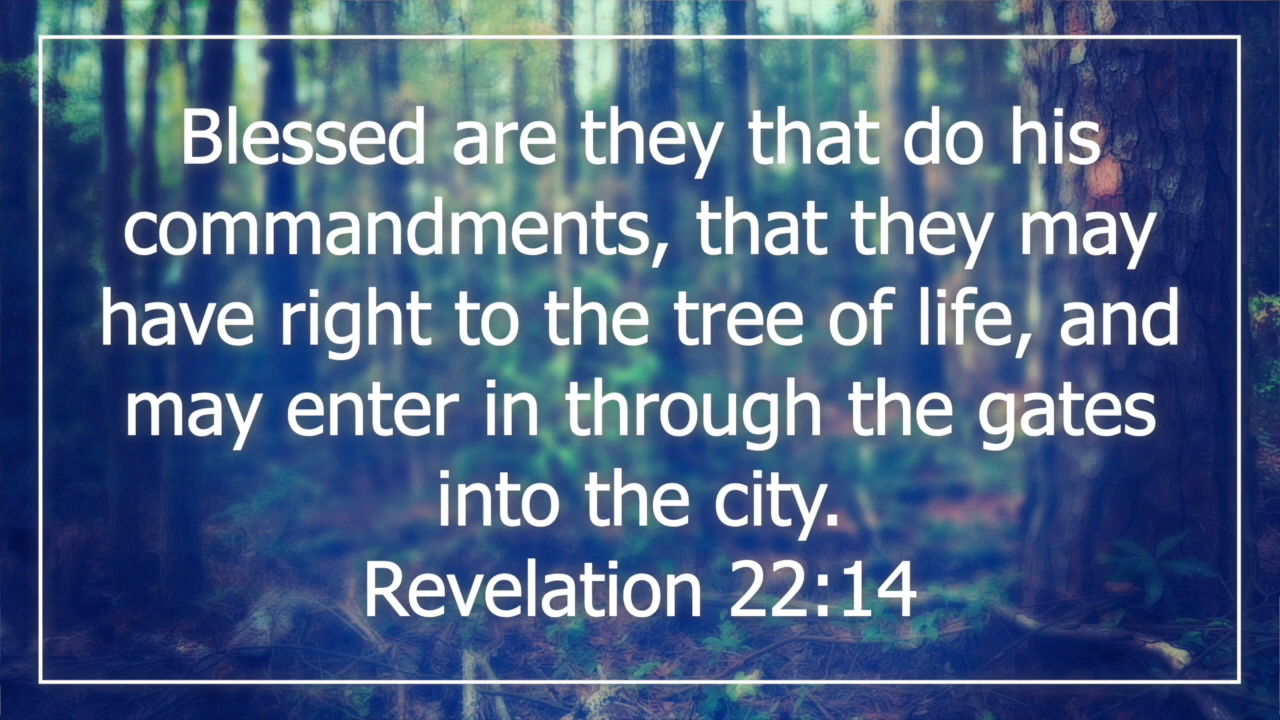 Blessed are they that do his
commandments, that they may
have right to the tree of life, and
may enter in through the gates
into the city.
Revelation 22:14